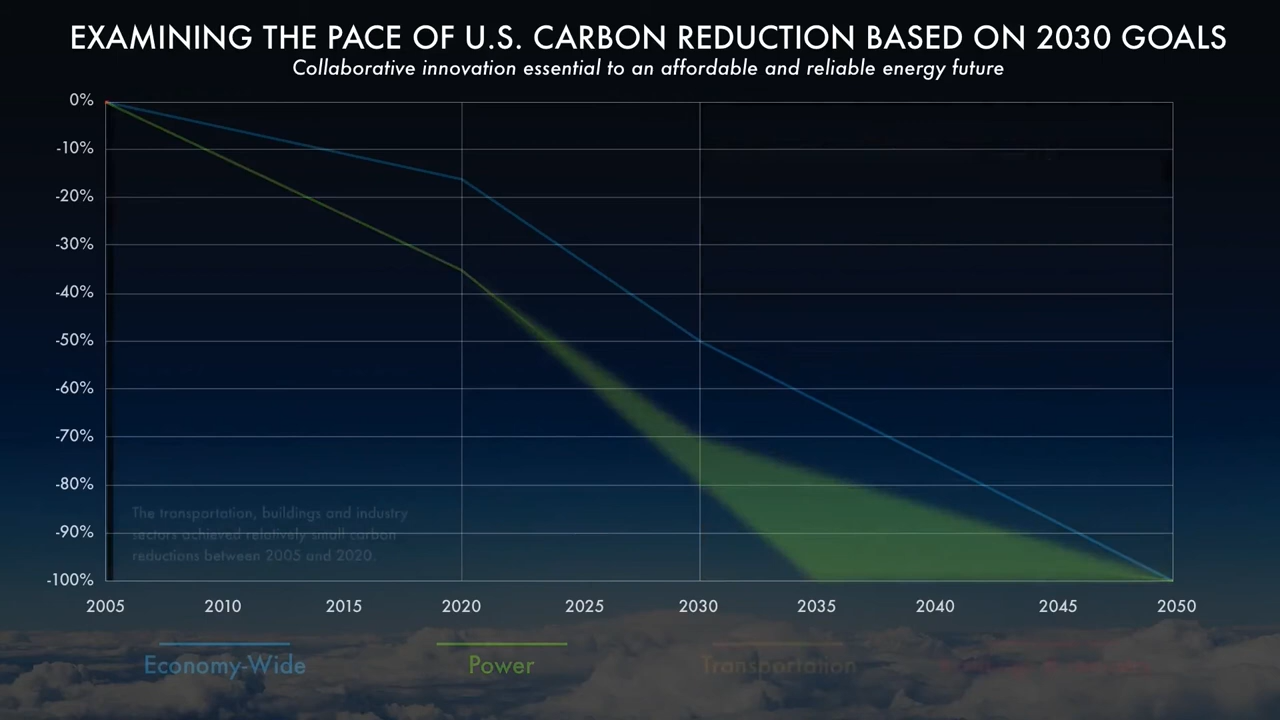 EXAMINING THE PACE OF U.S. CARBON REDUCTION BASED ON 2030 GOALS
Collaborative innovation essential to an affordable and reliable energy future
0%
-10%
-20%
-30%
-40%
-50%
-60%
-70%
-80%
-90%
-100%
The transportation, buildings and industry
sectors achieved relatively small carbon
reductions between 2005 and 2020.
2005 2010 2015 2020 2025 2030 2035 2040 2045 2050
Economy-Wide Power Transportation